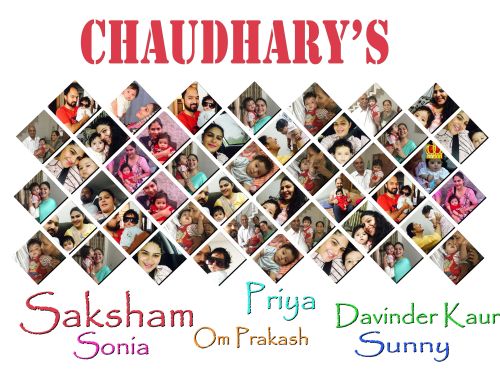 CHAUDHARY'S
Priya
Saksham
Davinder Kaur
Sonia
Om Prakash
Sunny